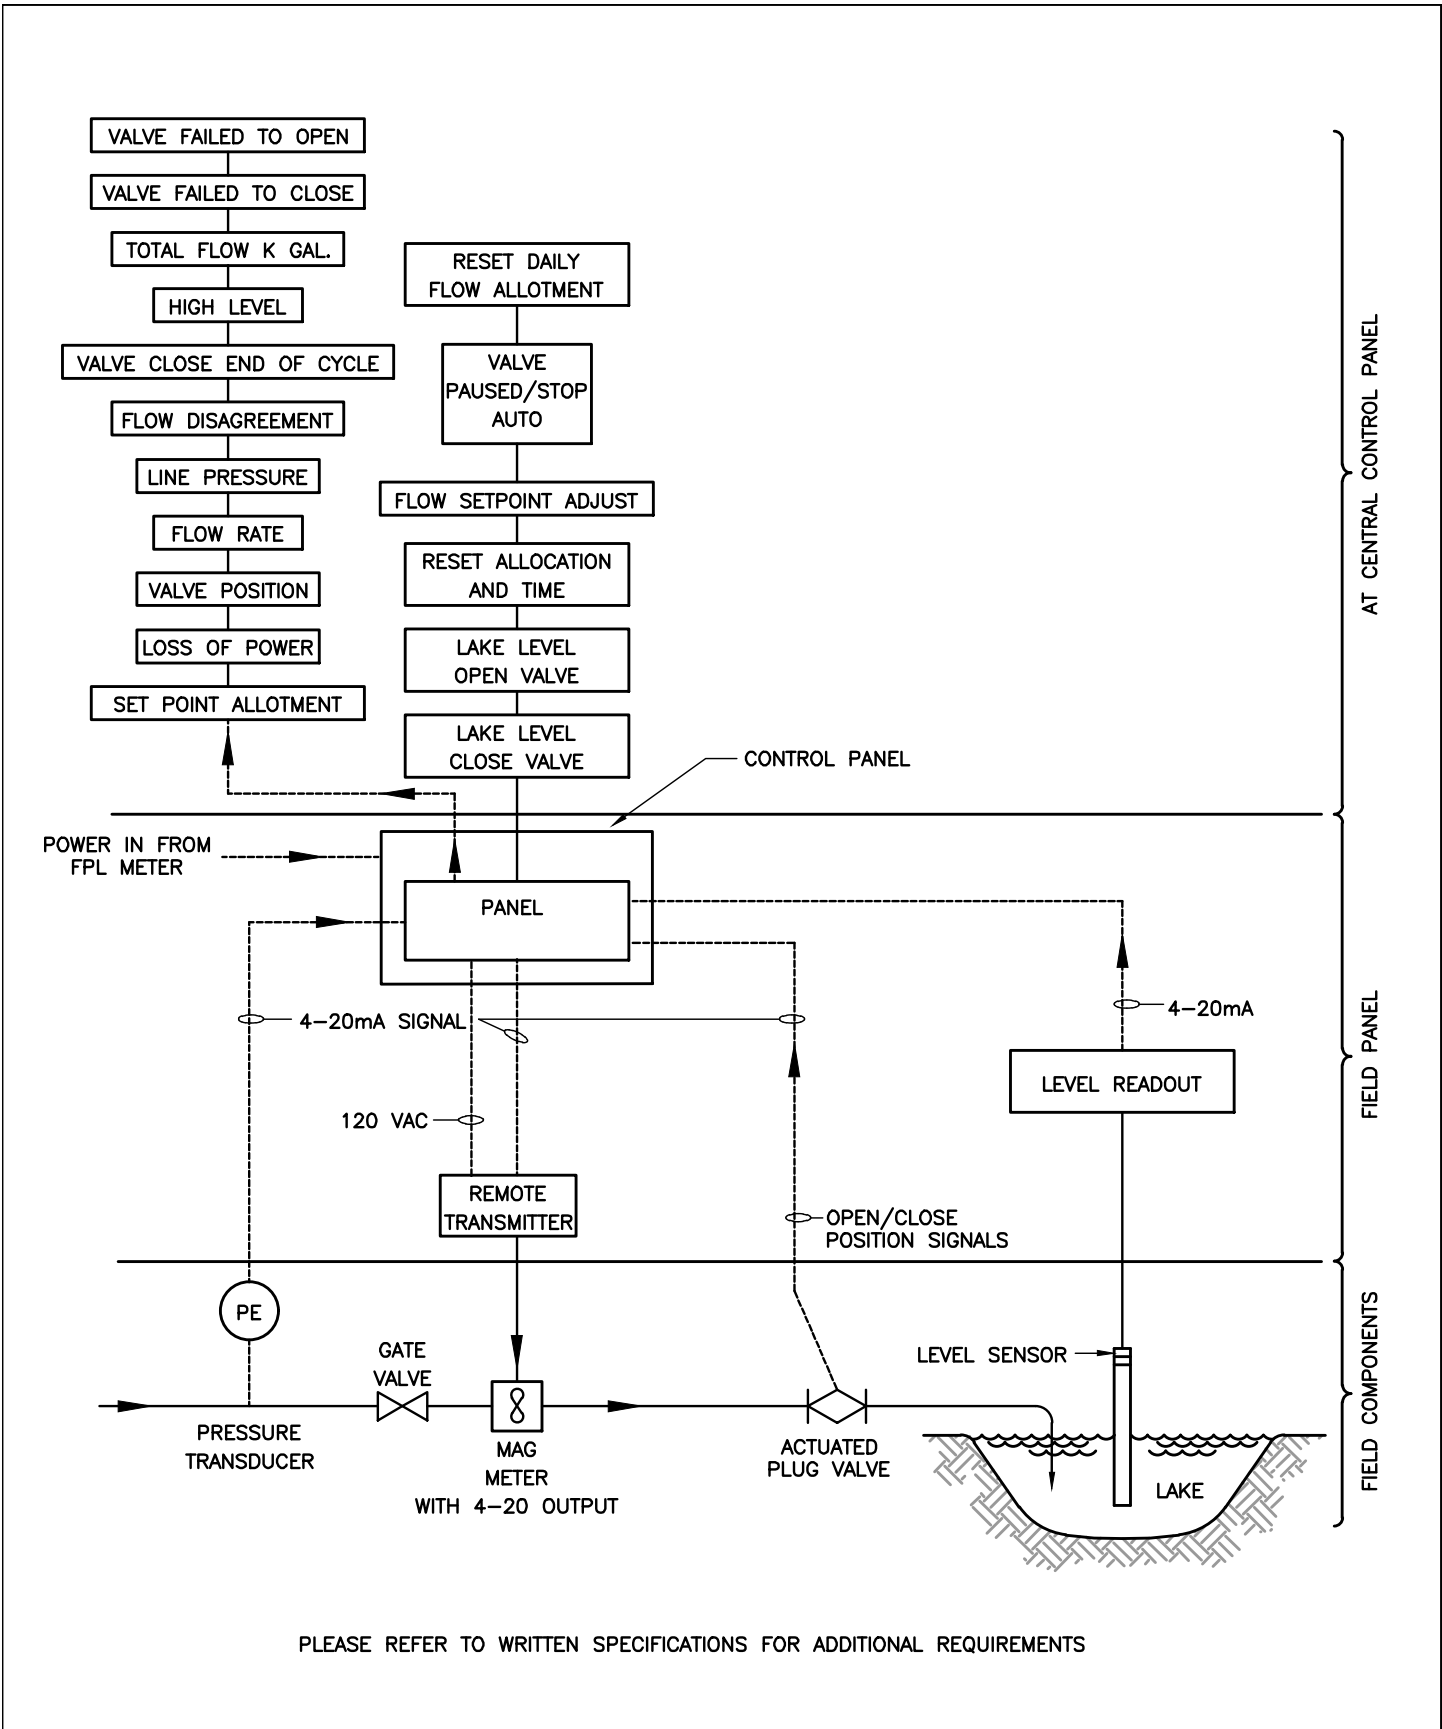 VALVE FAILED TO OPEN
VALVE FAILED TO CLOSE
TOTAL FLOW K GAL.
HIGH LEVEL
VALVE CLOSE END OF CYCLE
FLOW DISAGREEMENT
LINE PRESSURE
FLOW RATE
VALVE POSITION
LOSS OF POWER
SET POINT ALLOTMENT
RESET DAILY
FLOW ALLOTMENT
VALVE
PAUSED/STOP
AUTO
FLOW SETPOINT ADJUST
RESET ALLOCATION
AND TIME
LAKE LEVEL
OPEN VALVE
LAKE LEVEL
CLOSE VALVE
CONTROL PANEL
AT CENTRAL CONTROL PANEL
POWER IN FROM
FPL METER
PANEL
4-20mA SIGNAL
4-20mA
LEVEL READOUT
120 VAC
REMOTE
TRANSMITTER
OPEN/CLOSE
POSITION SIGNALS
FIELD PANEL
PE
GATE
VALVE
LEVEL SENSOR
PRESSURE
TRANSDUCER
MAG
METER
WITH 4-20 OUTPUT
ACTUATED
PLUG VALVE
LAKE
FIELD COMPONENTS
PLEASE REFER TO WRITTEN SPECIFICATIONS FOR ADDITIONAL REQUIREMENTS